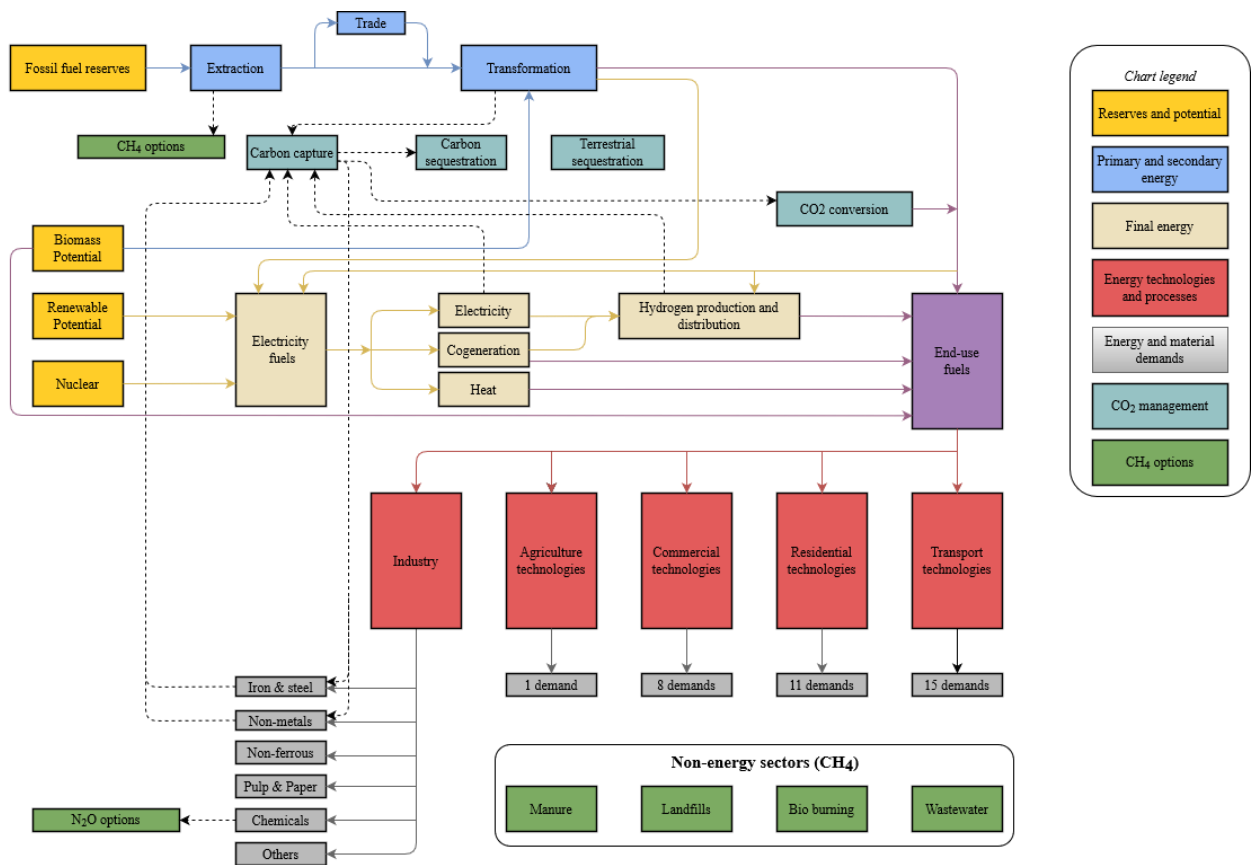 Trade
Fossil fuel reserves
Extraction
Transformation
CH4 options
Carbon capture
Carbon
sequestration
Terrestrial
sequestration
CO2 conversion
Biomass
Potential
Renewable
Potential
Nuclear
Electricity
fuels
Electricity
Cogeneration
Heat
Hydrogen production and
distribution
End-use
fuels
Industry
Agriculture
technologies
Commercial
technologies
Residential
technologies
Transport
technologies
1 demand
8 demands
11 demands
15 demands
Iron & steel
Non-metals
Non-ferrous
Pulp & Paper
Chemicals
Others
N2O options
Non-energy sectors (CH4)
Manure
Landfills
Bio burning
Wastewater
Chart legend
Reserves and potential
Primary and secondary
energy
Final energy
Energy technologies
and processes
Energy and material
demands
CO2 management
CH4 options